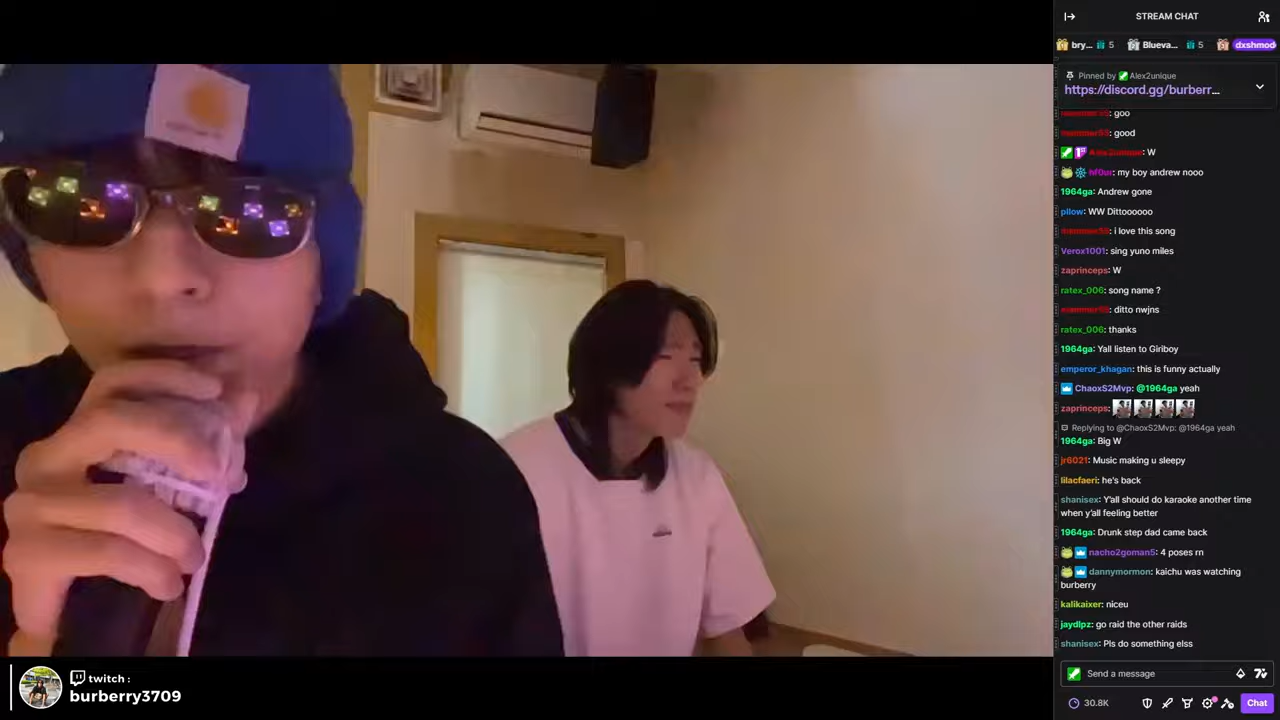 STREAM CHAT
bry... 5
Blueva... 5
dxshmod
Pinned by Alex2unique
https://discord.gg/burberr...
: goo
: good
Alex2unique: W
hf0ur: my boy andrew nooo
1964ga: Andrew gone
pllow: WW Dittoooooo
: i love this song
Verox1001: sing yuno miles
zaprinceps: W
ratex_006: song name ?
: ditto nwjns
ratex_006: thanks
1964ga: Yall listen to Giriboy
emperor_khagan: this is funny actually
ChaoxS2Mvp: @1964ga yeah
zaprinceps:
Replying to @ChaoxS2Mvp: @1964ga yeah
1964ga: Big W
jr6021: Music making u sleepy
lilacfaeri: he's back
shanisex: Y'all should do karaoke another time
when y'all feeling better
1964ga: Drunk step dad came back
nacho2goman5: 4 poses rn
dannymormon: kaichu was watching
burberry
kalikaixer: niceu
jaydlpz: go raid the other raids
shanisex: Pls do something elss
Send a message
30.8K
Chat
twitch :
burberry3709